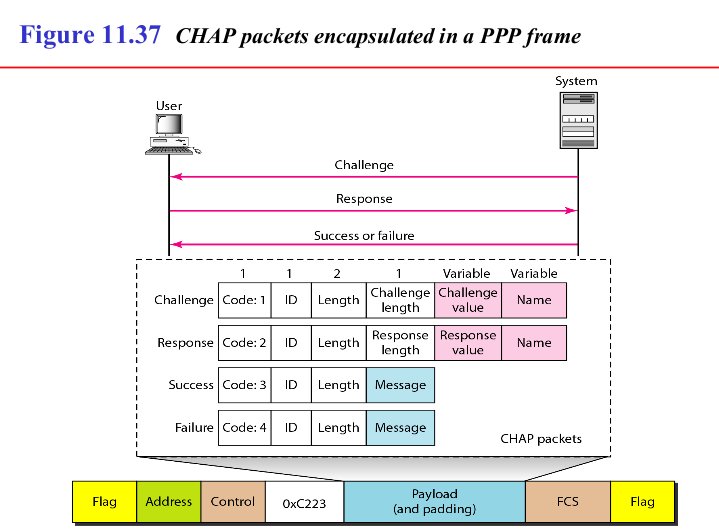 Figure 11.37 CHAP packets encapsulated in a PPP frame
System
User
Challenge
Response
Success or failure
1 1 2 1 Variable Variable
Challenge Code: 1 ID Length Challenge length Challenge value Name
Response Code: 2 ID Length Response length Response value Name
Success Code: 3 ID Length Message
Failure Code: 4 ID Length Message
CHAP packets
Flag Address Control 0xC223 Payload (and padding) FCS Flag